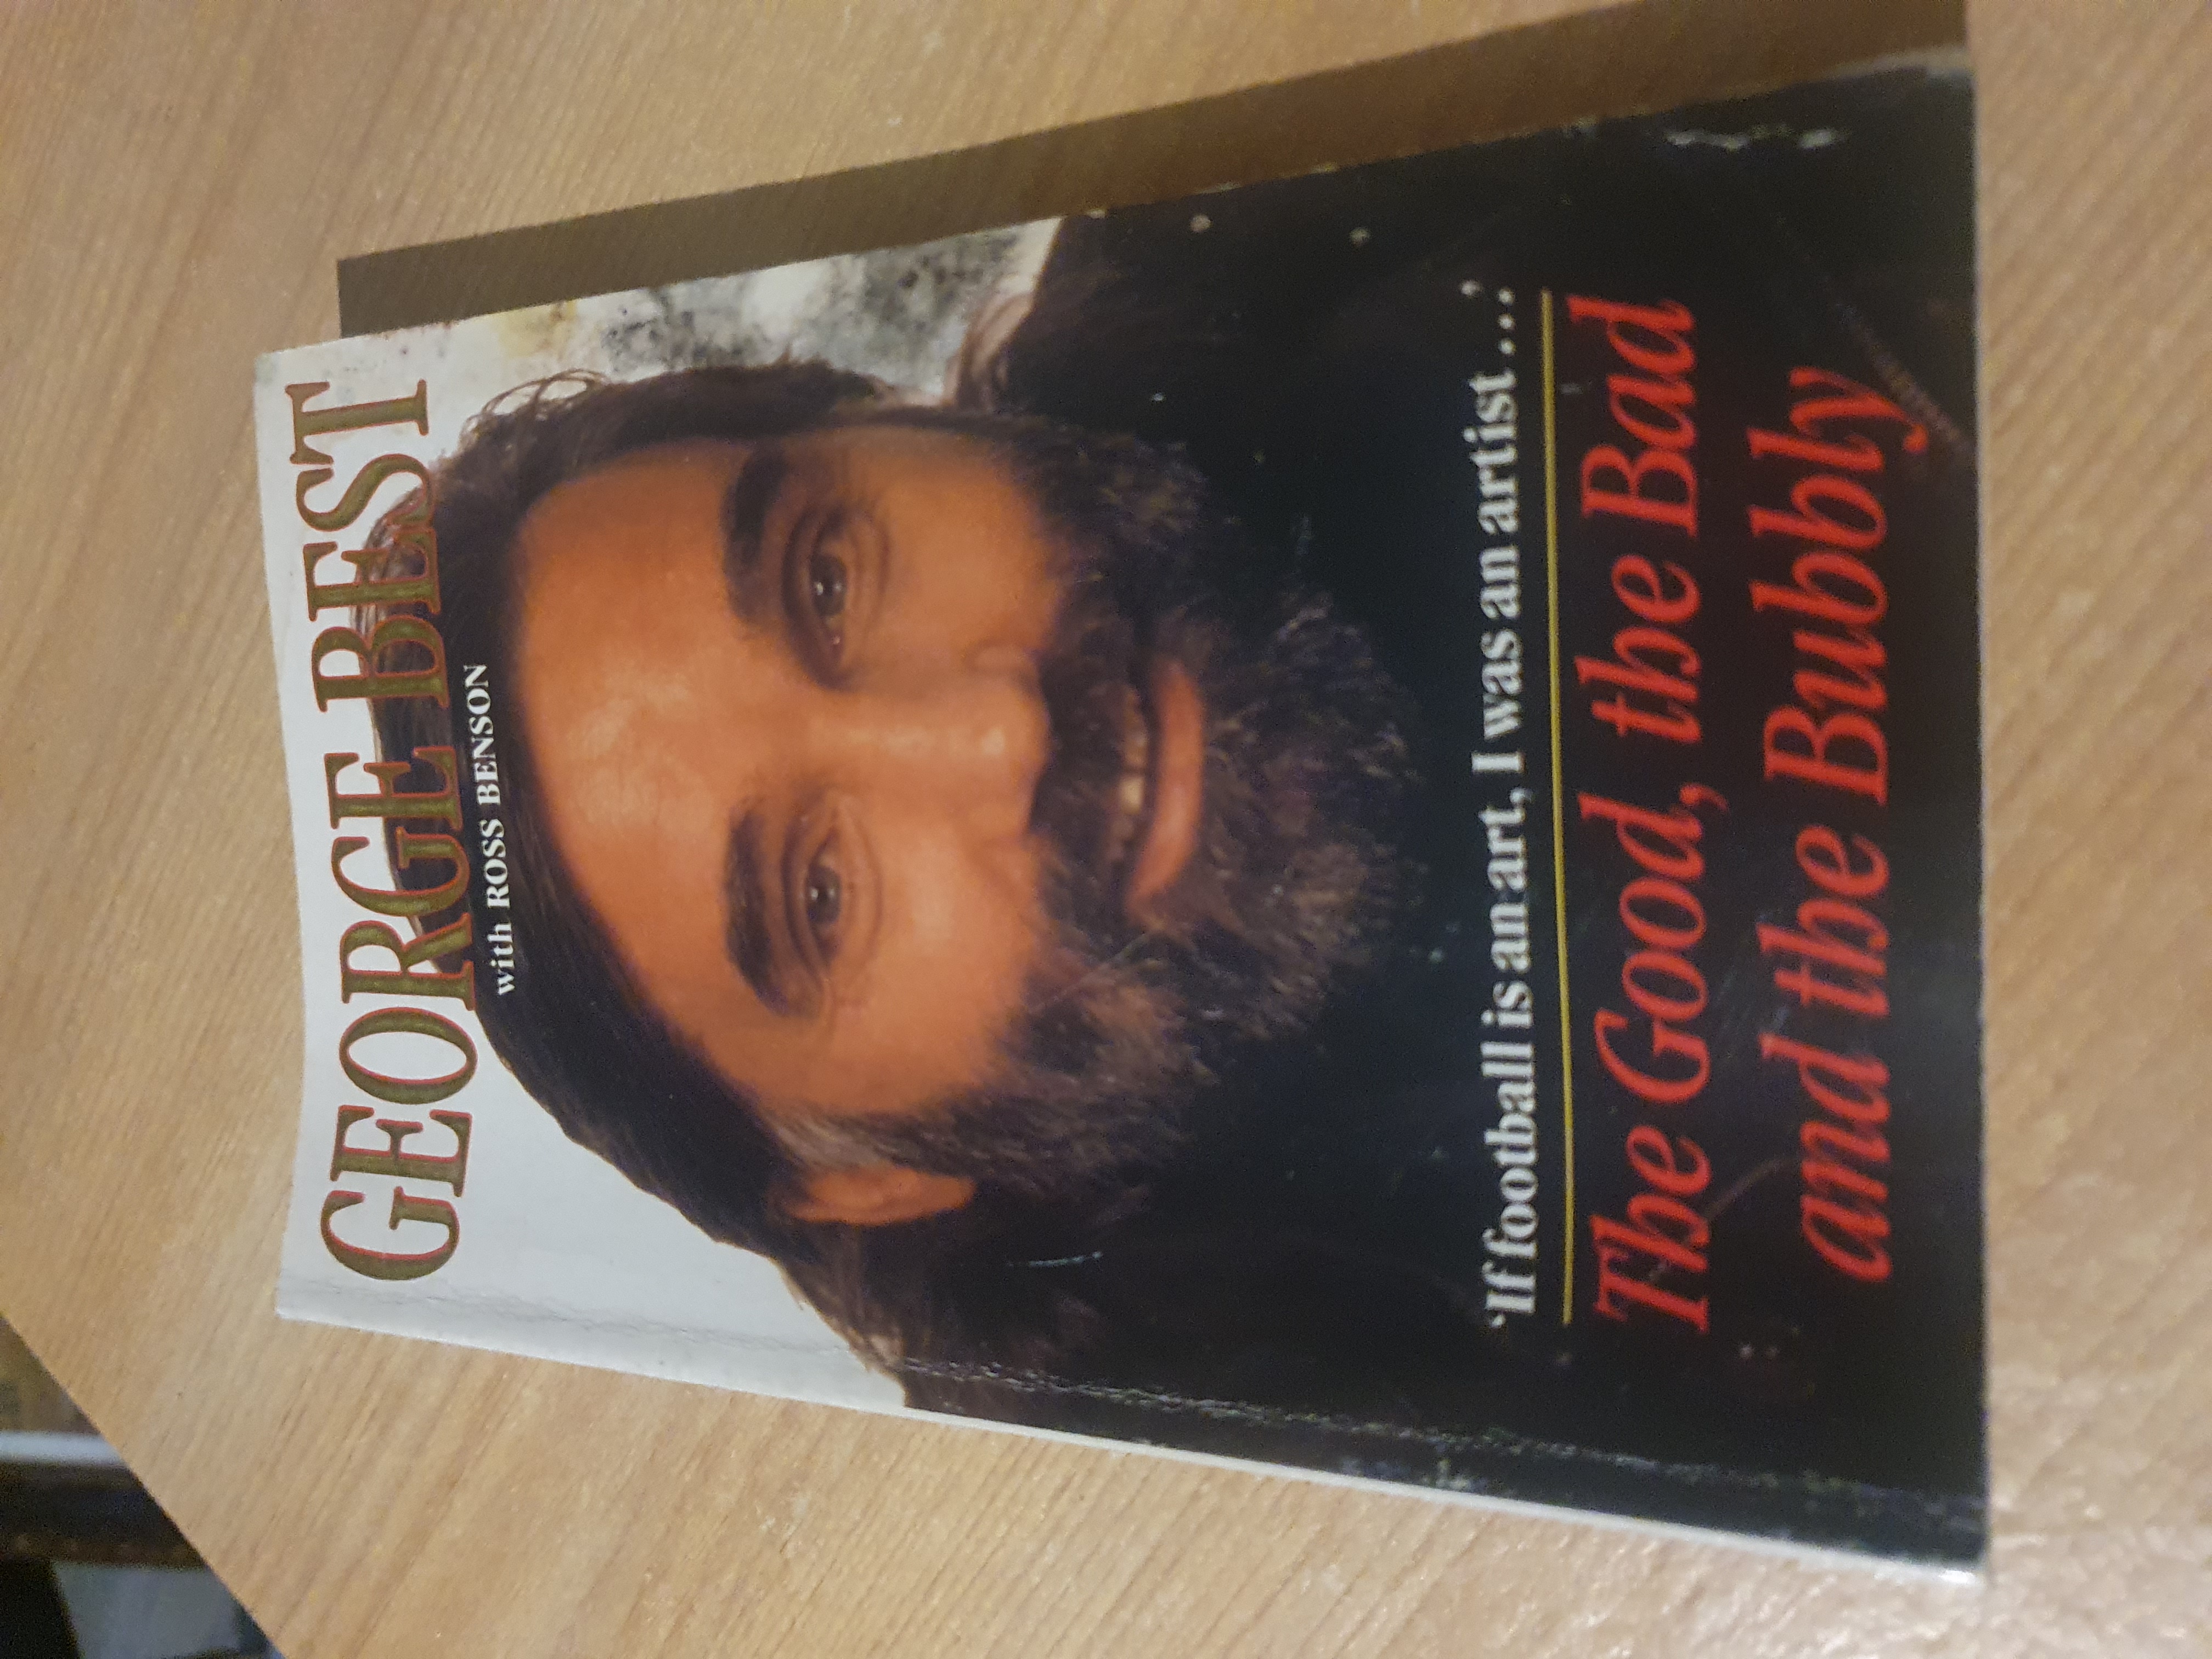 GEORGE BEST
with ROSS BENSON
'If football is an art, I was an artist...'
The Good, the Bad
and the Bubbly